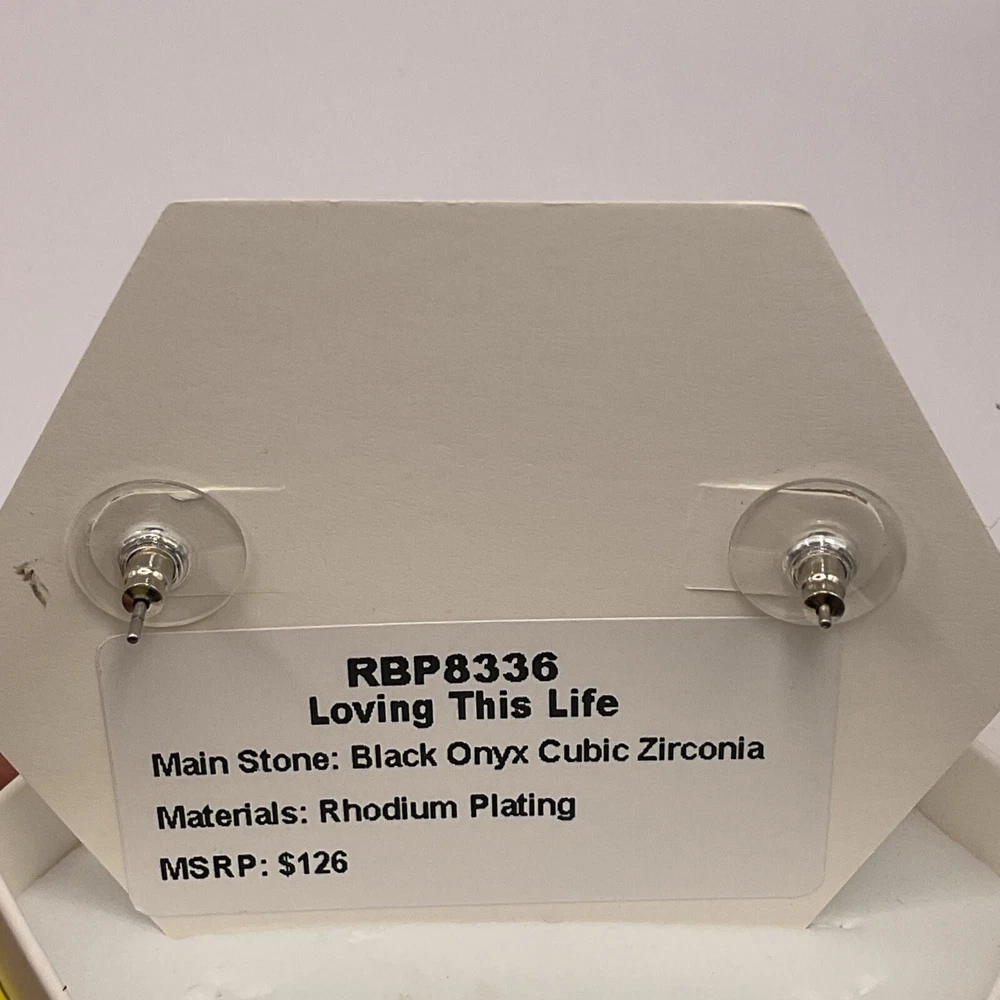 RBP8336
Loving This Life
Main Stone: Black Onyx Cubic Zirconia
Materials: Rhodium Plating
MSRP: $126